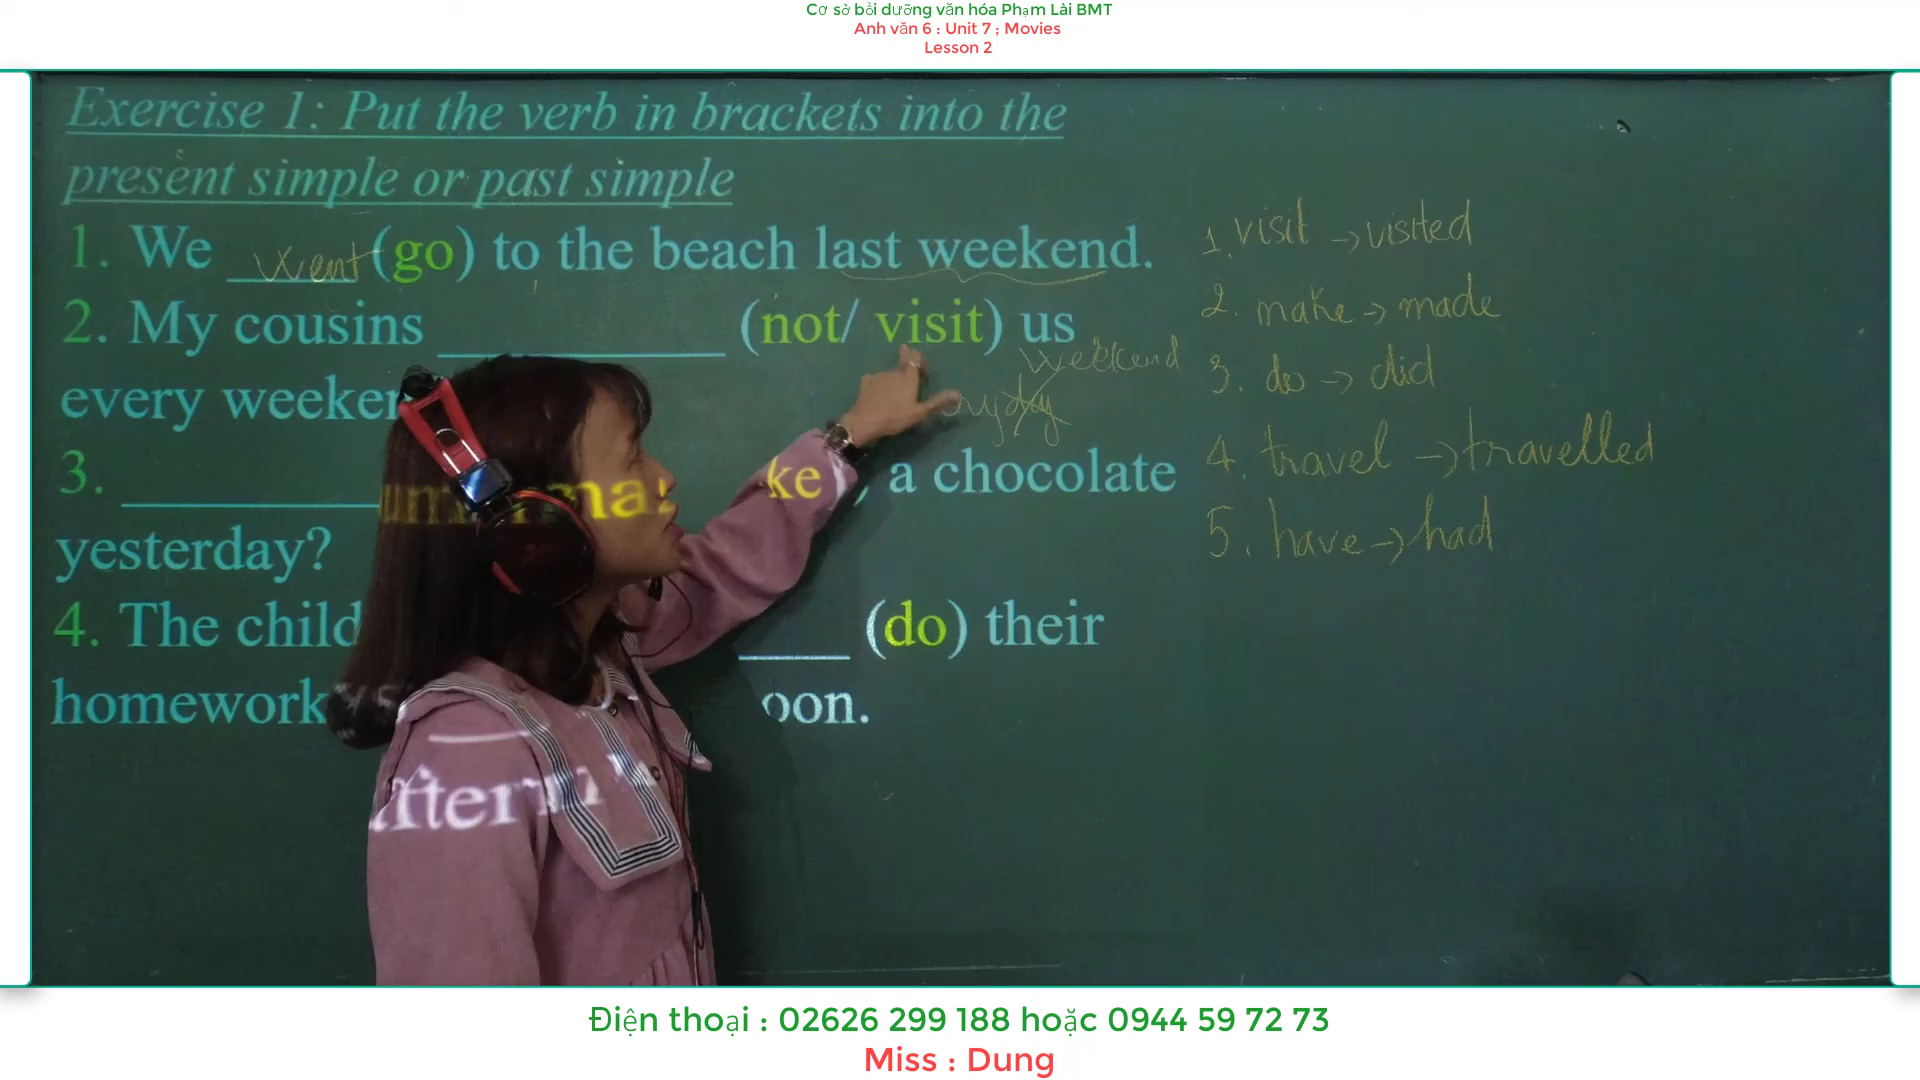 Cơ sở bồi dưỡng văn hóa Phạm Lài BMT
Anh văn 6 : Unit 7 ; Movies
Lesson 2
Exercise 1: Put the verb in brackets into the
present simple or past simple
1. We went (go) to the beach last weekend.
2. My cousins __________ (not/ visit) us
weekend
every
3. a chocolate
yesterday?
4. The (do) their
homework
1. visit → visited
2. make → made
3. do → did
4. travel → travelled
5. have → had
Điện thoại : 02626 299 188 hoặc 0944 59 72 73
Miss : Dung